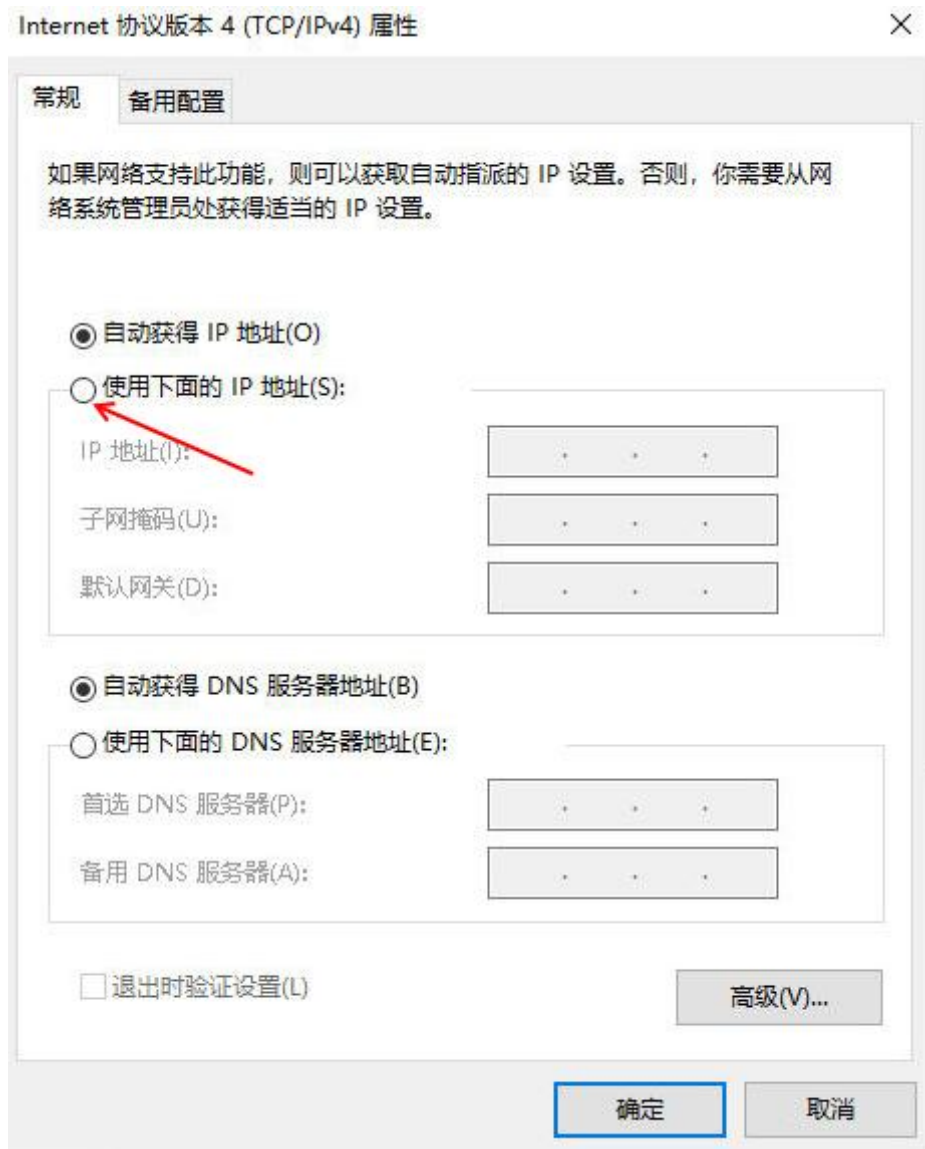 Internet 协议版本 4 (TCP/IPv4) 属性
常规 备用配置
如果网络支持此功能，则可以获取自动指派的 IP 设置。否则，你需要从网
络系统管理员处获得适当的 IP 设置。
自动获得 IP 地址(O)
使用下面的 IP 地址(S):
IP 地址(I):
子网掩码(U):
默认网关(D):
自动获得 DNS 服务器地址(B)
使用下面的 DNS 服务器地址(E):
首选 DNS 服务器(P):
备用 DNS 服务器(A):
退出时验证设置(L)
高级(V)...
确定 取消